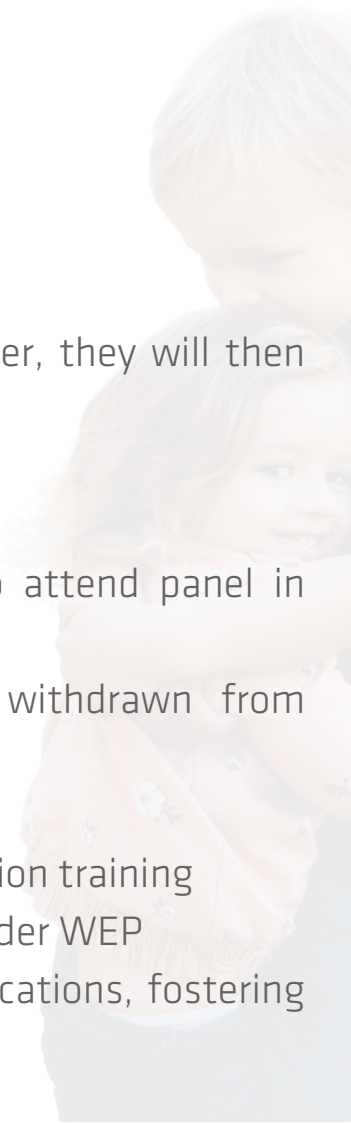 er, they will then
attend panel in
withdrawn from
ion training
der WEP
cations, fostering